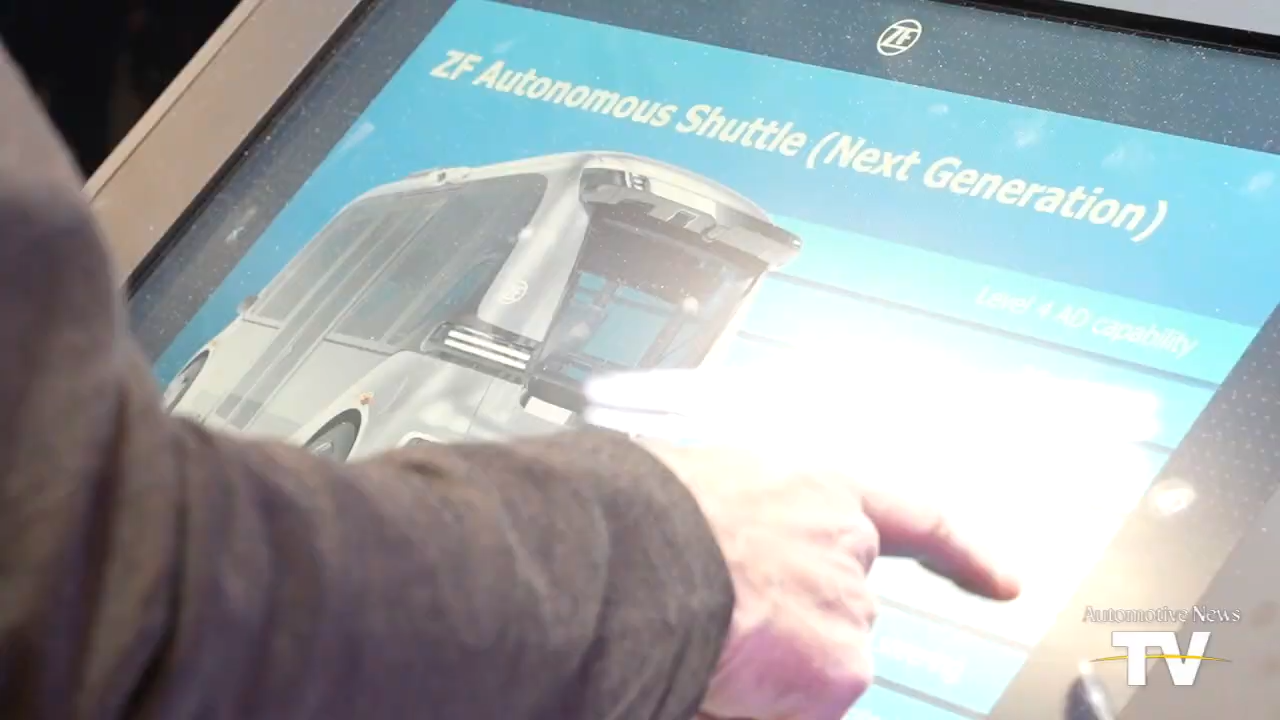 ZF
ZF Autonomous Shuttle (Next Generation)
Level 4 AD capability
Automotive News
TV